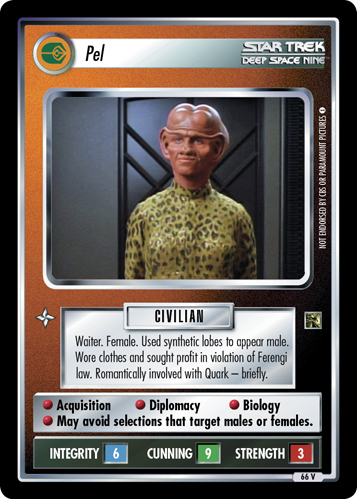 Pel
STAR TREK
DEEP SPACE NINE
NOT ENDORSED BY CBS OR PARAMOUNT PICTURES
CIVILIAN
Waiter. Female. Used synthetic lobes to appear male.
Wore clothes and sought profit in violation of Ferengi
law. Romantically involved with Quark – briefly.
Acquisition Diplomacy Biology
May avoid selections that target males or females.
INTEGRITY 6 CUNNING 9 STRENGTH 3
66 V